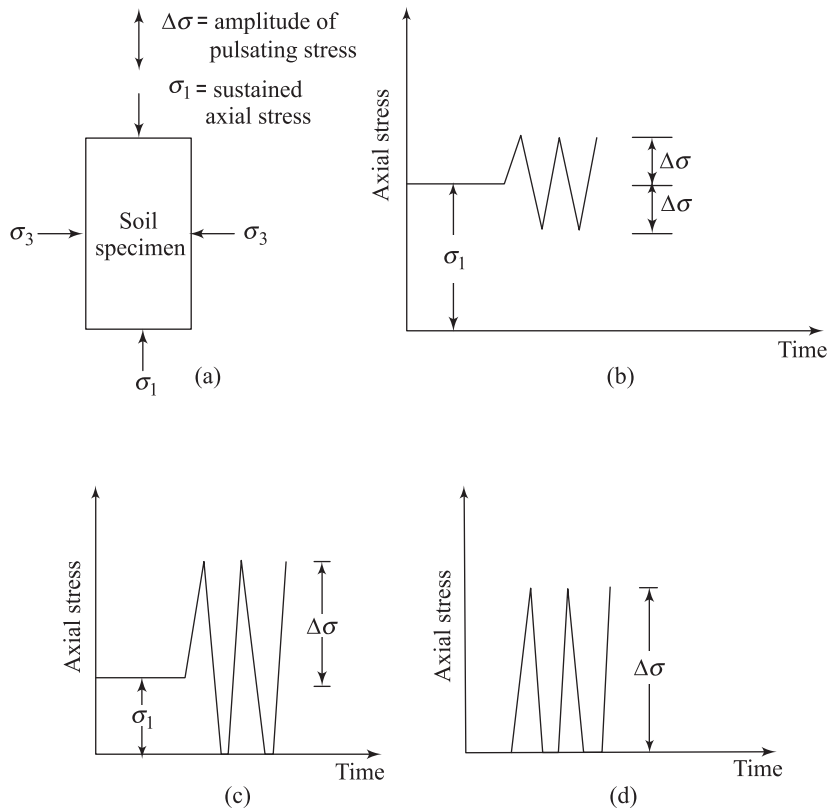 Δσ = amplitude of
pulsating stress
σ₁ = sustained
axial stress
Soil
specimen
σ₃
σ₃
σ₁
(a)
Axial stress
σ₁
Δσ
Δσ
Time
(b)
Axial stress
σ₁
Δσ
Time
(c)
Axial stress
Δσ
Time
(d)